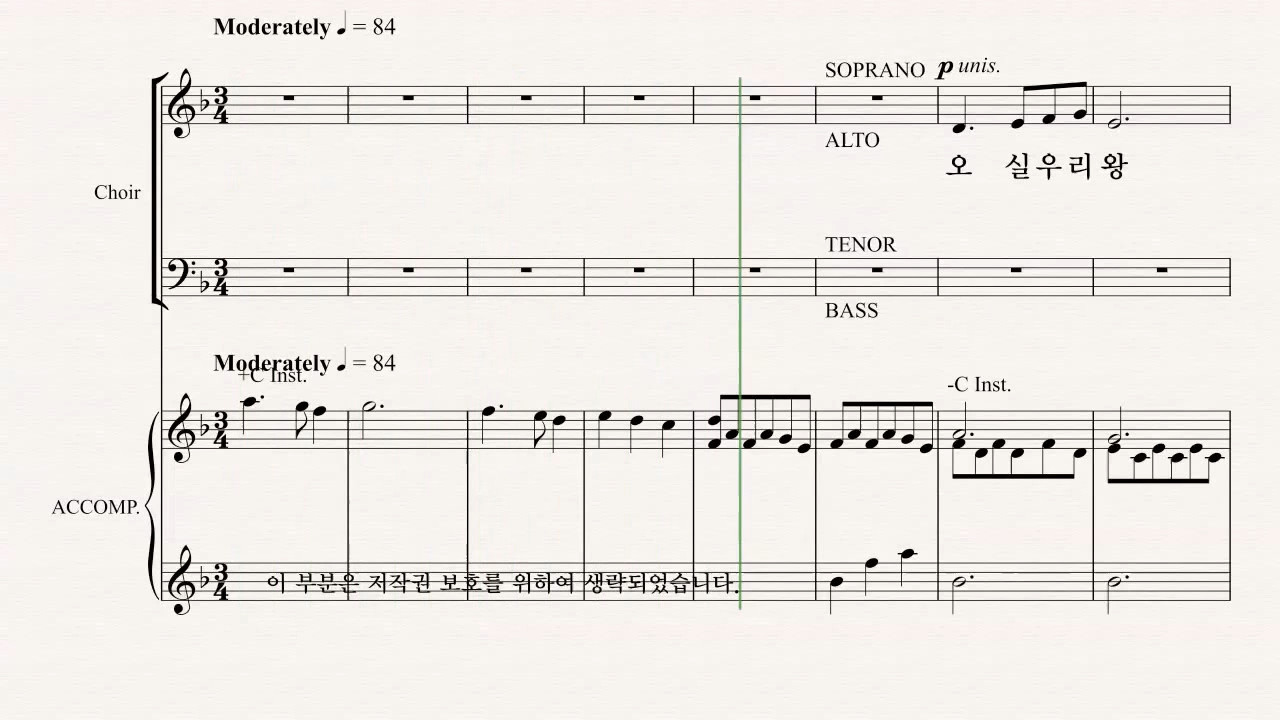 Moderately ♩ = 84
SOPRANO p unis.
ALTO
오 실우리왕
Choir
TENOR
BASS
Moderately ♩ = 84
+C Inst.
-C Inst.
ACCOMP.
이 부분은 저작권 보호를 위하여 생략되었습니다.